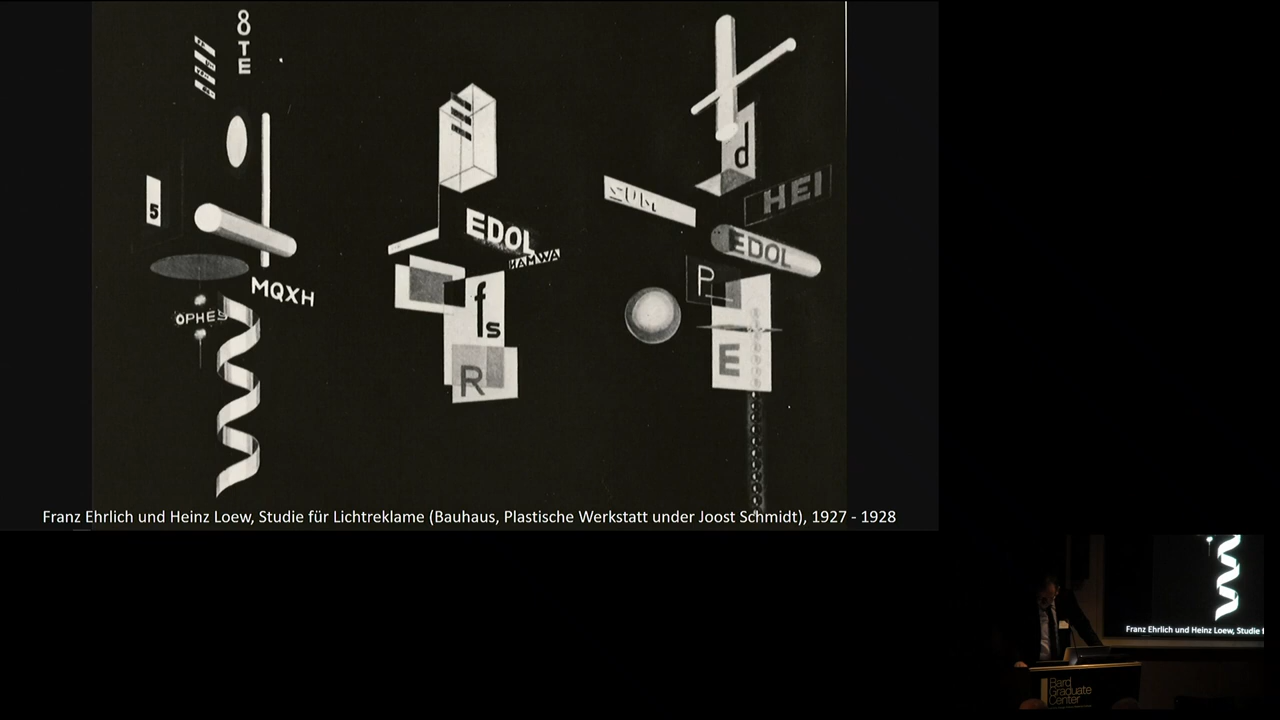 8
T
E
5
MQXH
OPHES
EDOL
HAMWA
f
s
R
d
HEI
EDOL
P
E
Franz Ehrlich und Heinz Loew, Studie für Lichtreklame (Bauhaus, Plastische Werkstatt under Joost Schmidt), 1927 - 1928
Franz Ehrlich und Heinz Loew, Studie f
Bard
Graduate
Center